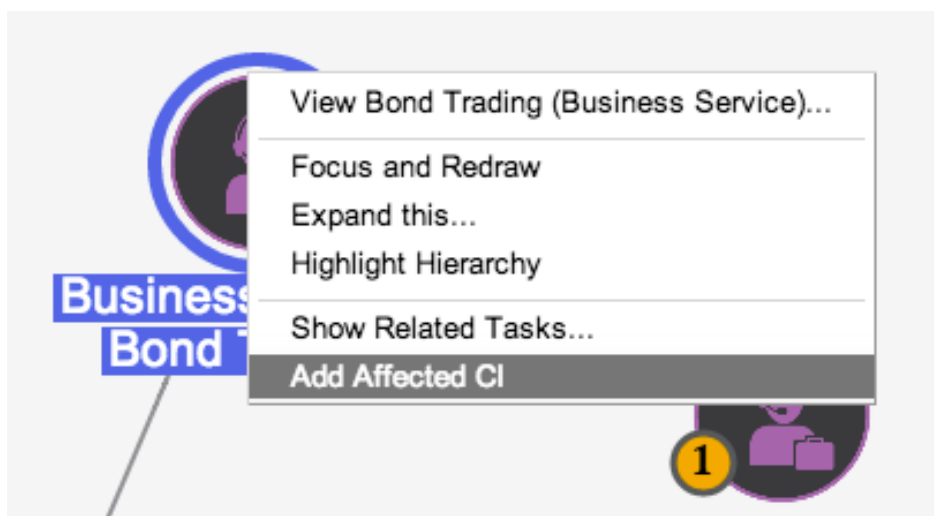 View Bond Trading (Business Service)...
Focus and Redraw
Expand this...
Highlight Hierarchy
Show Related Tasks...
Add Affected CI
Business
Bond
1